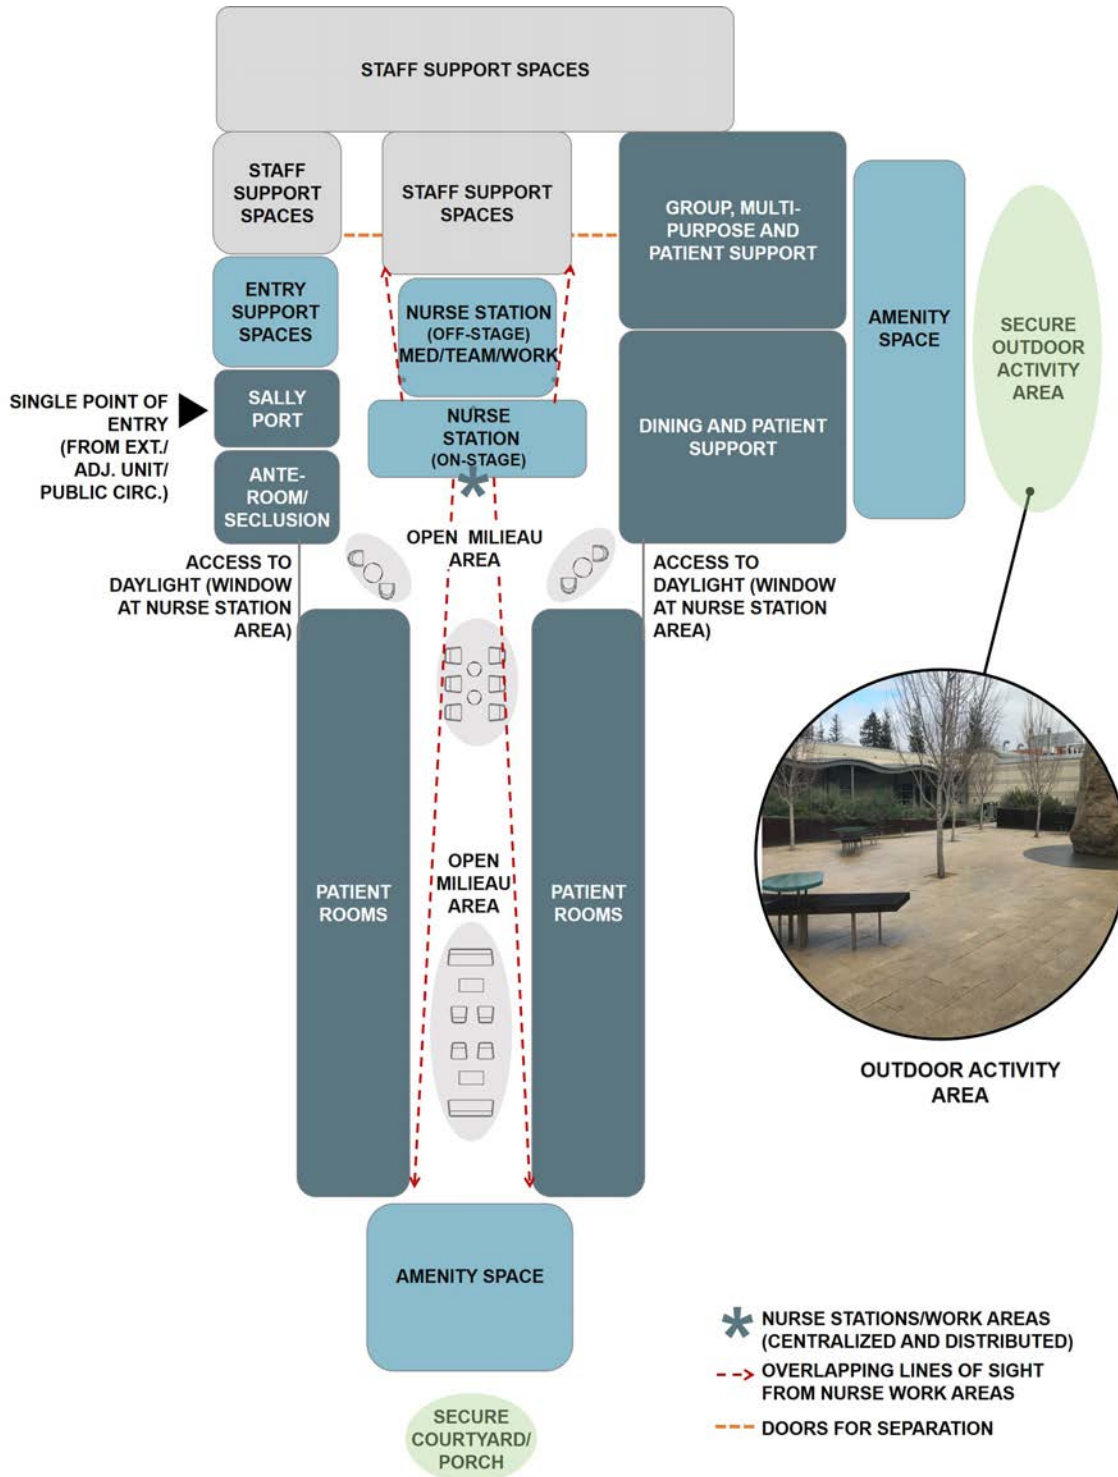 STAFF SUPPORT SPACES
STAFF
SUPPORT
SPACES
STAFF SUPPORT
SPACES
GROUP, MULTI-
PURPOSE AND
PATIENT SUPPORT
ENTRY
SUPPORT
SPACES
NURSE STATION
(OFF-STAGE)
MED/TEAM/WORK
AMENITY
SPACE
SECURE
OUTDOOR
ACTIVITY
AREA
SINGLE POINT OF
ENTRY
(FROM EXT./
ADJ. UNIT/
PUBLIC CIRC.)
SALLY
PORT
NURSE
STATION
(ON-STAGE)
DINING AND PATIENT
SUPPORT
ANTE-
ROOM/
SECLUSION
OPEN MILIEAU
AREA
ACCESS TO
DAYLIGHT (WINDOW
AT NURSE STATION
AREA)
ACCESS TO
DAYLIGHT (WINDOW
AT NURSE STATION
AREA)
PATIENT
ROOMS
OPEN
MILIEAU
AREA
PATIENT
ROOMS
OUTDOOR ACTIVITY
AREA
AMENITY SPACE
SECURE
COURTYARD/
PORCH
NURSE STATIONS/WORK AREAS
(CENTRALIZED AND DISTRIBUTED)
OVERLAPPING LINES OF SIGHT
FROM NURSE WORK AREAS
DOORS FOR SEPARATION